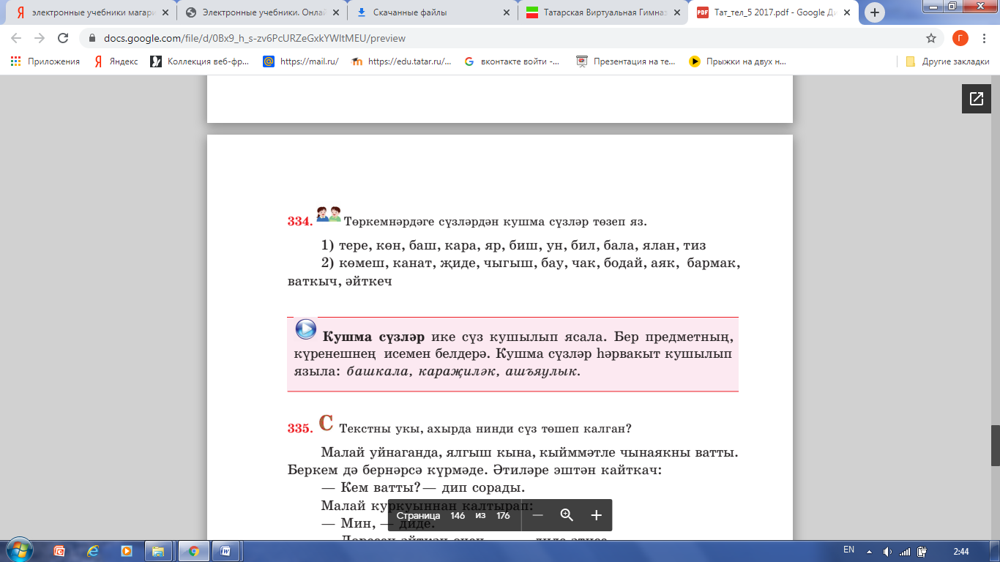 электронные учебники магари
Электронные учебники. Онлай
Скачанные файлы
Татарская Виртуальная Гимназ
Тат_тел_5 2017.pdf - Google Ди
docs.google.com/file/d/0Bx9_h_s-zv6PcURZeGxkYWltMEU/preview
Г
Приложения
Яндекс
Коллекция веб-фр...
https://mail.ru/
https://edu.tatar.ru/...
вконтакте войти -...
Презентация на те...
Прыжки на двух н...
Другие закладки
334. Төркемнәрдәге сүзләрдән кушма сүзләр төзеп яз.
1) тере, көн, баш, кара, яр, биш, ун, бил, бала, ялан, тиз
2) көмеш, канат, җиде, чыгыш, бау, чак, бодай, аяк, бармак,
ваткыч, әйткеч
Кушма сүзләр ике сүз кушылып ясала. Бер предметның,
күренешнең исемен белдерә. Кушма сүзләр һәрвакыт кушылып
языла: башкала, караҗиләк, ашъяулык.
335. С Текстны укы, ахырда нинди сүз төшеп калган?
Малай уйнаганда, ялгыш кына, кыйммәтле чынаякны ватты.
Беркем дә бернәрсә күрмәде. Әтиләре эштән кайткач:
— Кем ватты?— дип сорады.
Малай куркуыннан калтырап:
— Мин, — диде.
Страница 146 из 176
EN
2:44